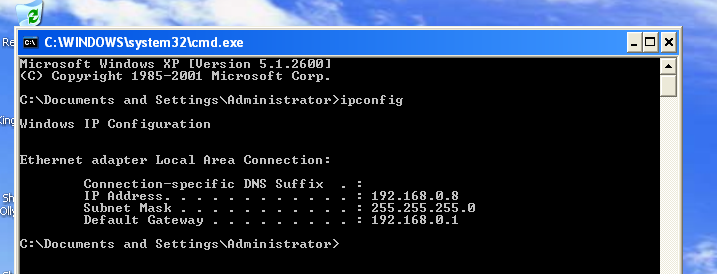 C:\WINDOWS\system32\cmd.exe
Microsoft Windows XP [Version 5.1.2600]
(C) Copyright 1985-2001 Microsoft Corp.
C:\Documents and Settings\Administrator>ipconfig
Windows IP Configuration
Ethernet adapter Local Area Connection:
Connection-specific DNS Suffix  . :
IP Address. . . . . . . . . . . . : 192.168.0.8
Subnet Mask . . . . . . . . . . . : 255.255.255.0
Default Gateway . . . . . . . . . : 192.168.0.1
C:\Documents and Settings\Administrator>